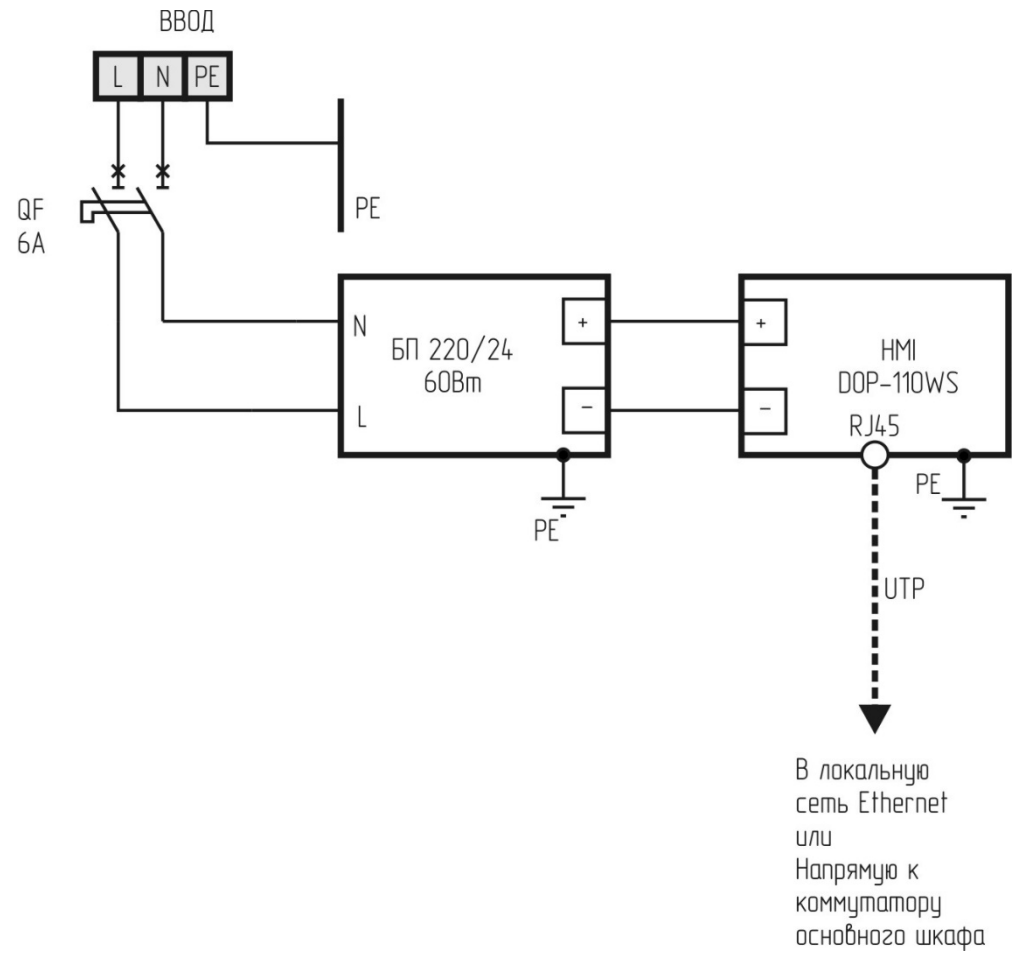 ВВОД
L N PE
QF
6А
PE
N
L
БП 220/24
60Вт
+
−
PE
+
−
HMI
DOP-110WS
RJ45
PE
UTP
В локальную
сеть Ethernet
или
Напрямую к
коммутатору
основного шкафа